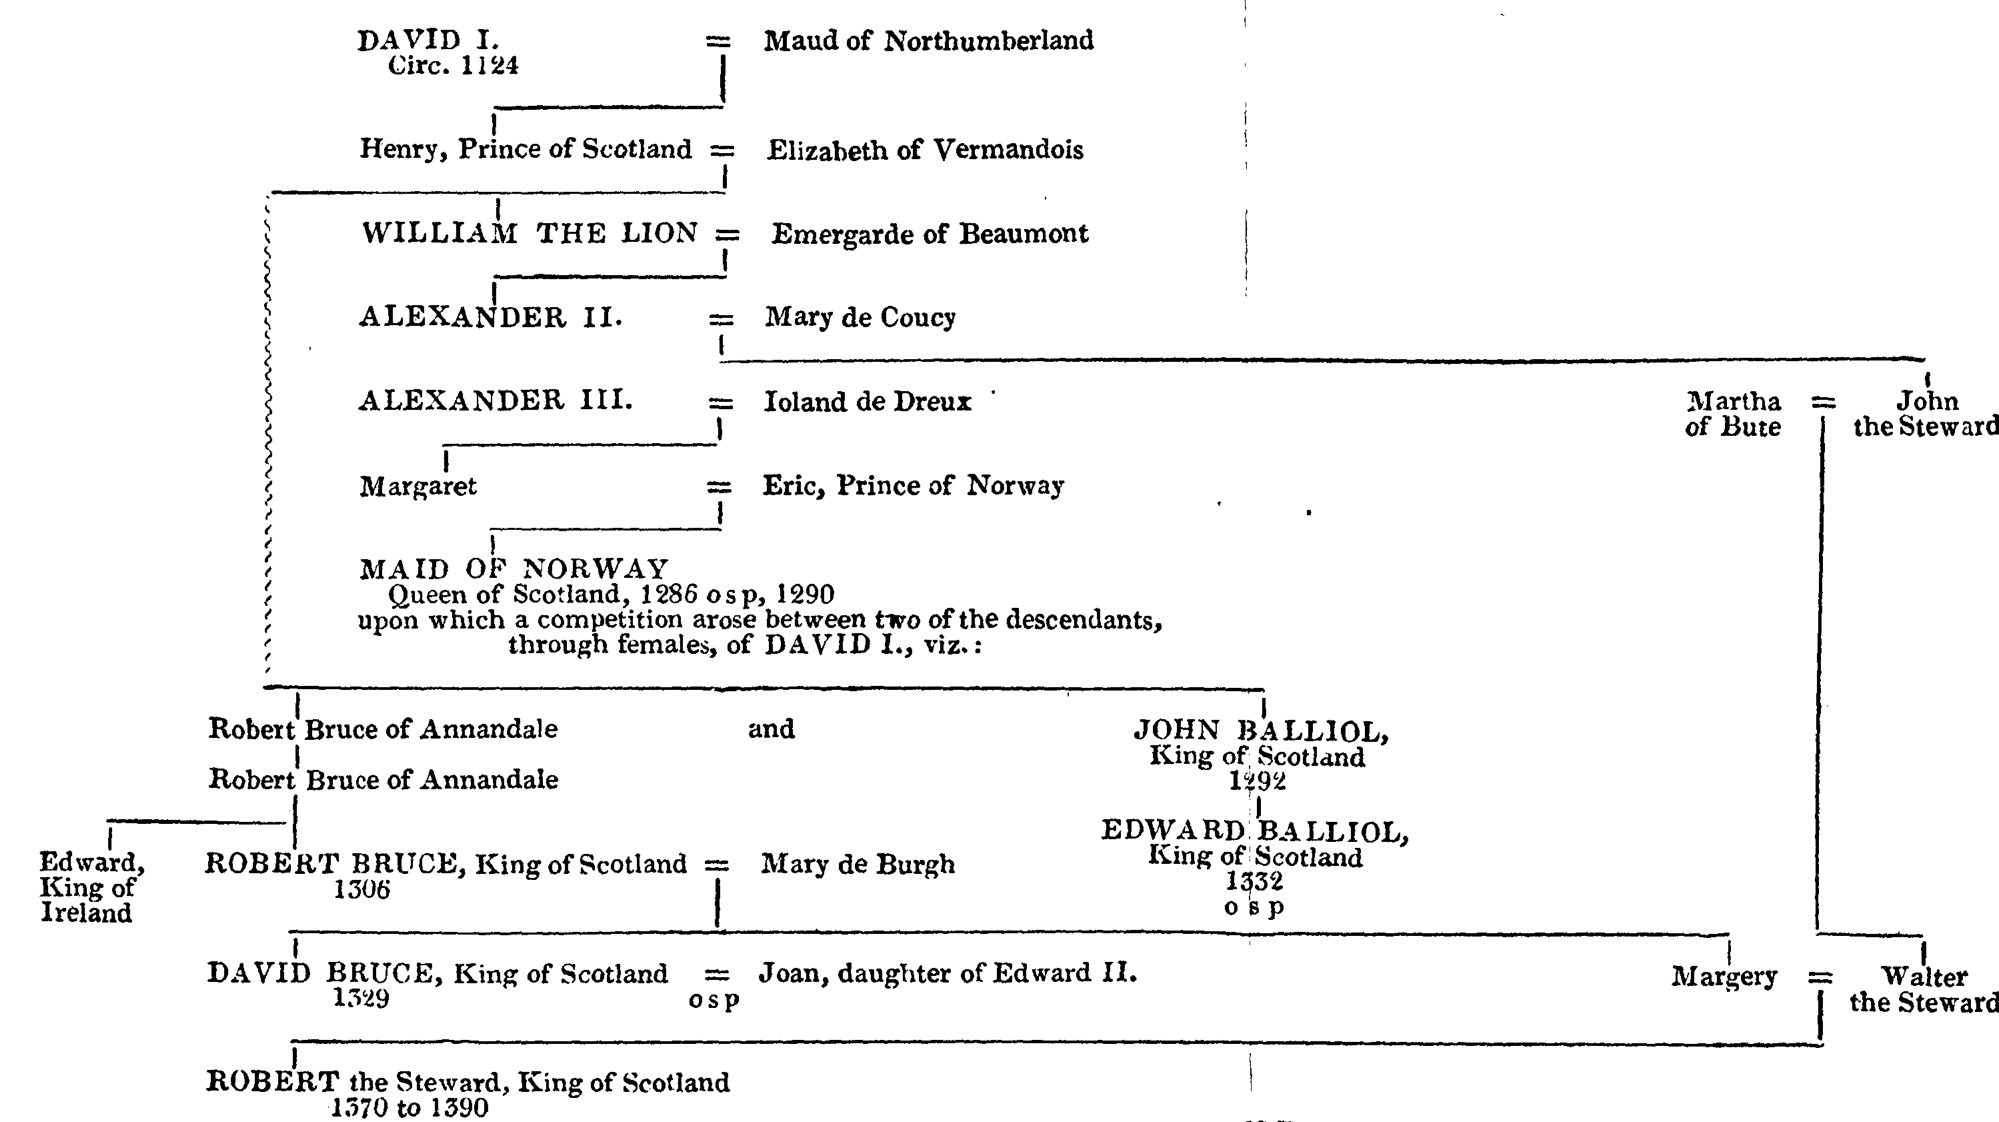 DAVID I. = Maud of Northumberland
Circ. 1124
Henry, Prince of Scotland = Elizabeth of Vermandois
WILLIAM THE LION = Emergarde of Beaumont
ALEXANDER II. = Mary de Coucy
ALEXANDER III. = Ioland de Dreux
Martha = John
of Bute the Steward
Margaret = Eric, Prince of Norway
MAID OF NORWAY
Queen of Scotland, 1286 o s p, 1290
upon which a competition arose between two of the descendants,
through females, of DAVID I., viz.:
Robert Bruce of Annandale and JOHN BALLIOL,
King of Scotland
1292
Robert Bruce of Annandale
EDWARD BALLIOL,
King of Scotland
1332
o s p
Edward,
King of
Ireland
ROBERT BRUCE, King of Scotland = Mary de Burgh
1306
DAVID BRUCE, King of Scotland = Joan, daughter of Edward II.
1329 o s p
Margery = Walter
the Steward
ROBERT the Steward, King of Scotland
1370 to 1390